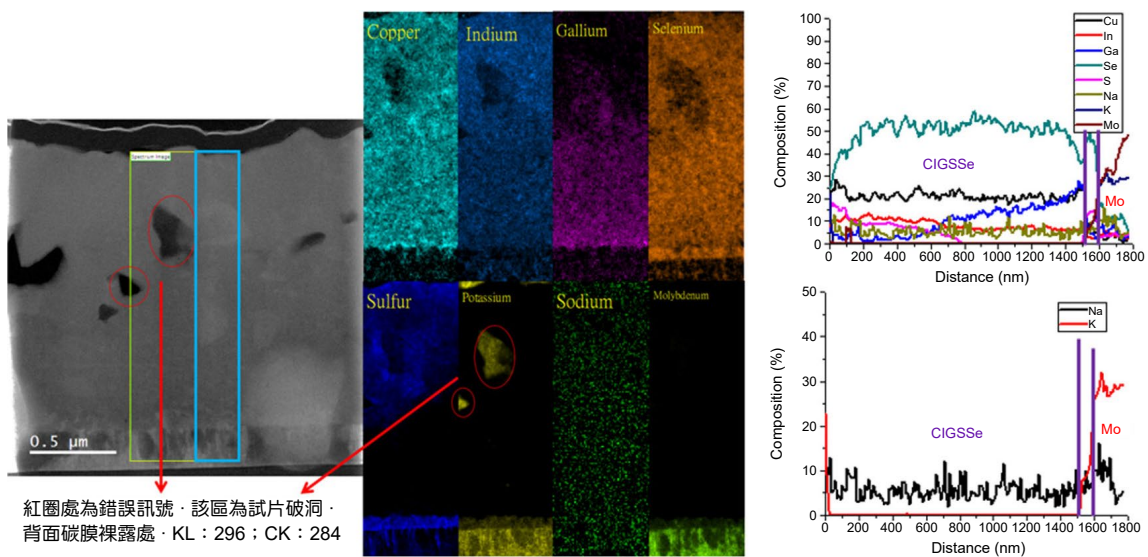 Spectrum Image
0.5 µm
紅圈處為錯誤訊號，該區為試片破洞，
背面碳膜裸露處，KL：296；CK：284
Copper
Indium
Gallium
Selenium
Sulfur
Potassium
Sodium
Molybdenum
Composition (%)
100
90
80
70
60
50
40
30
20
10
0
Cu
In
Ga
Se
S
Na
K
Mo
CIGSSe
Mo
0 200 400 600 800 1000 1200 1400 1600 1800
Distance (nm)
Composition (%)
50
40
30
20
10
0
Na
K
CIGSSe
Mo
0 200 400 600 800 1000 1200 1400 1600 1800
Distance (nm)